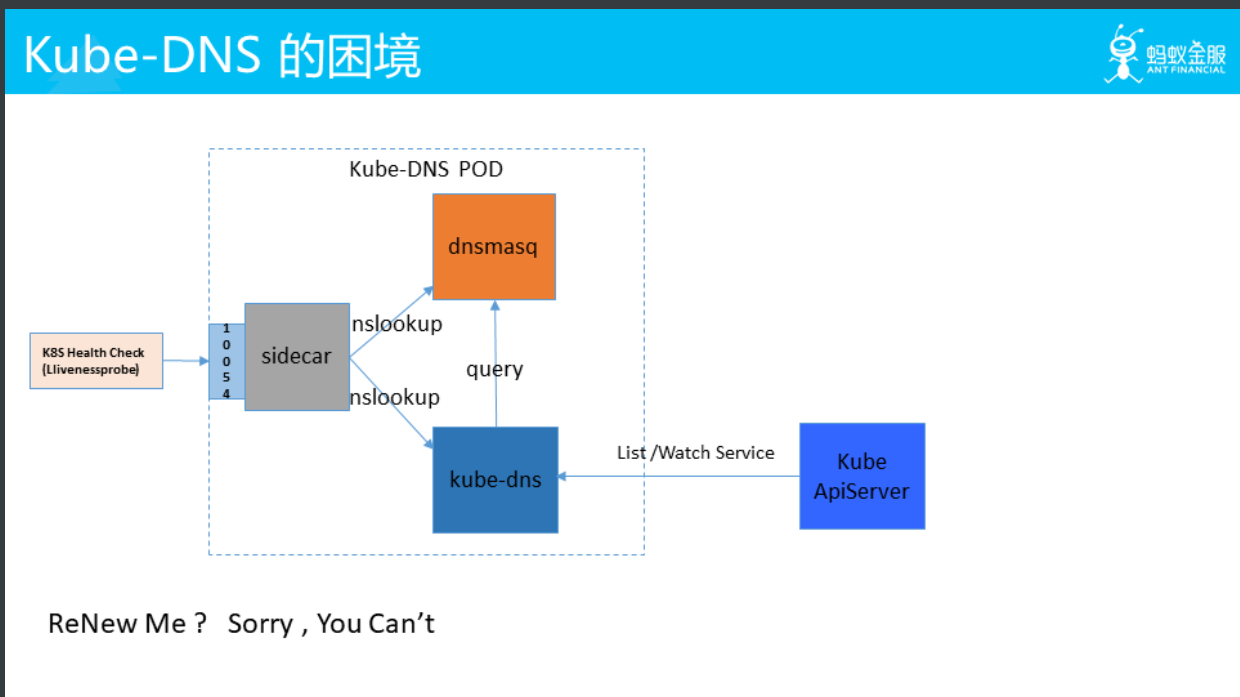 Kube-DNS 的困境
蚂蚁金服
ANT FINANCIAL
Kube-DNS POD
dnsmasq
nslookup
sidecar
1
0
0
5
4
K8S Health Check
(Llivenessprobe)
query
nslookup
kube-dns
List /Watch Service
Kube
ApiServer
ReNew Me ? Sorry , You Can’t